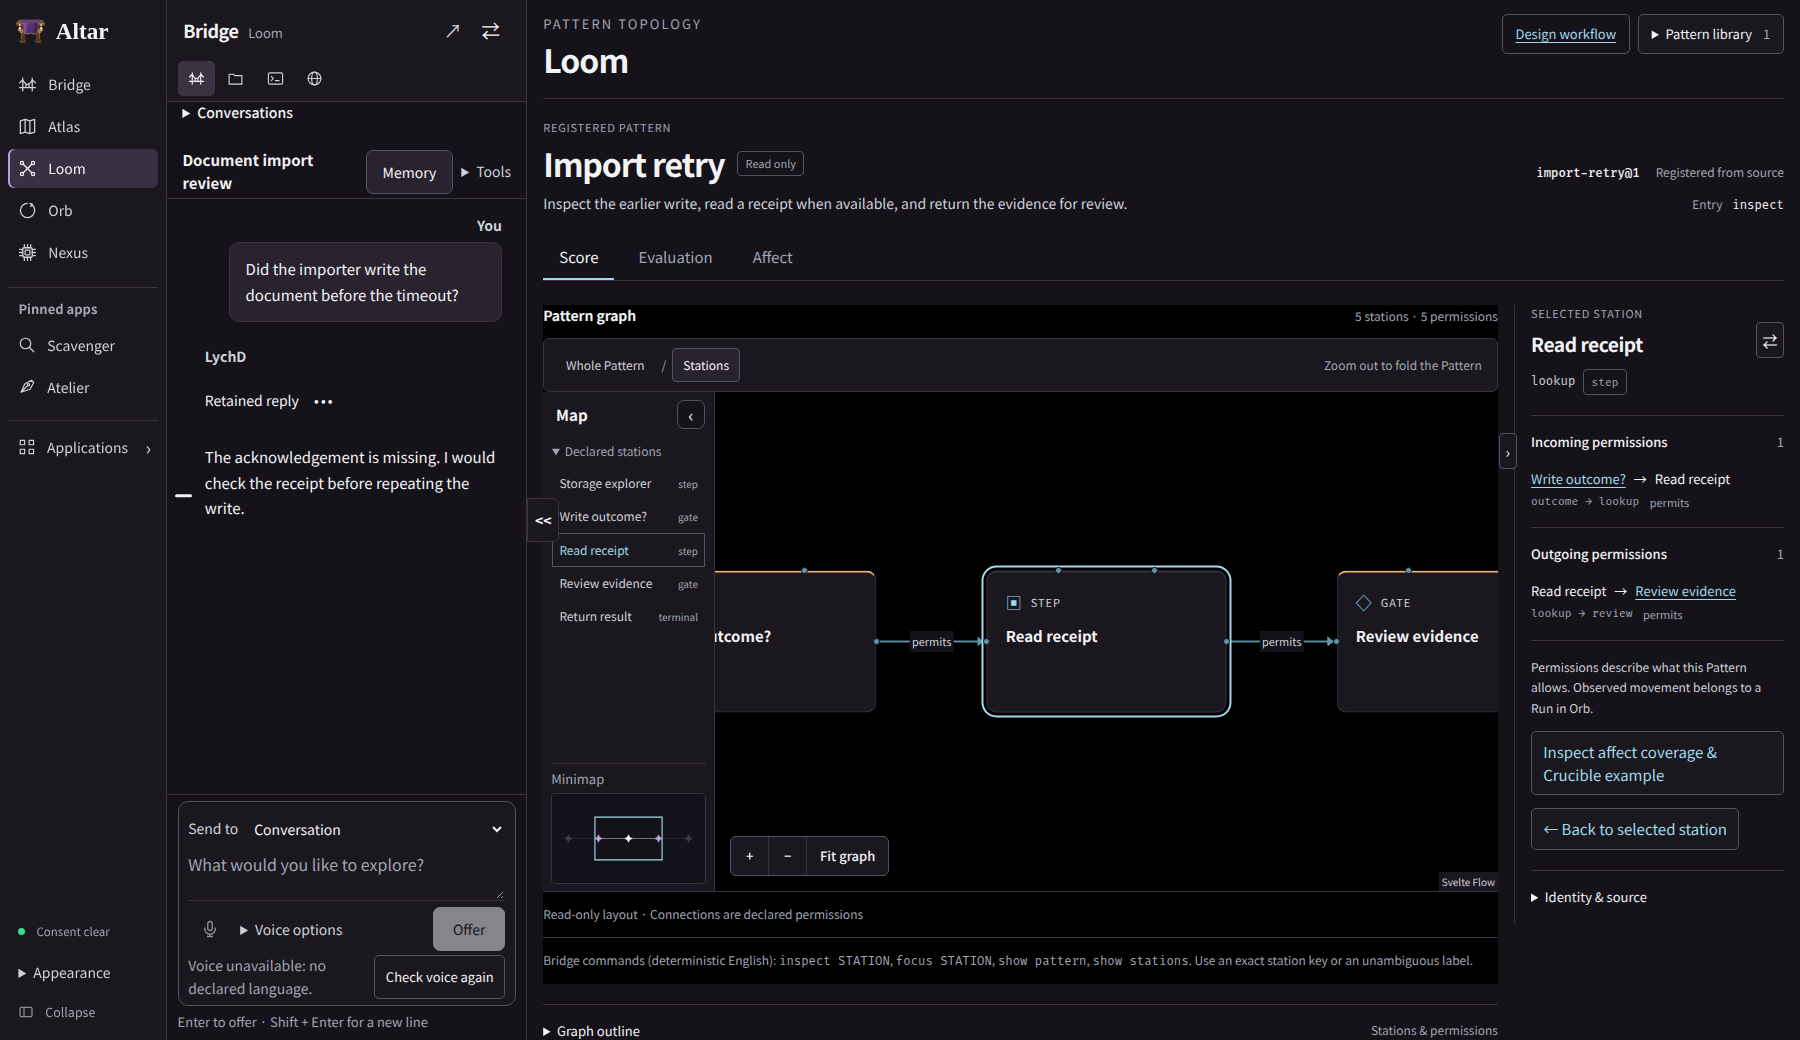 Altar
Bridge
Atlas
Loom
Orb
Nexus
Pinned apps
Scavenger
Atelier
Applications ›
Consent clear
Appearance
Collapse
Bridge Loom
Conversations
Document import
review
Memory
Tools
You
Did the importer write the
document before the timeout?
LychD
Retained reply •••
The acknowledgement is missing. I would
check the receipt before repeating the
write.
Send to Conversation
What would you like to explore?
Voice options
Offer
Voice unavailable: no
declared language.
Check voice again
Enter to offer · Shift + Enter for a new line
PATTERN TOPOLOGY
Loom
Design workflow
Pattern library 1
REGISTERED PATTERN
Import retry Read only
import-retry@1 Registered from source
Inspect the earlier write, read a receipt when available, and return the evidence for review.
Entry inspect
Score Evaluation Affect
Pattern graph
5 stations · 5 permissions
Whole Pattern / Stations
Zoom out to fold the Pattern
Map ‹
Declared stations
Storage explorer step
<<
Write outcome? gate
Read receipt step
Review evidence gate
Return result terminal
Minimap
utcome?
permits
STEP
Read receipt
permits
GATE
Review evidence
+ − Fit graph
Svelte Flow
Read-only layout · Connections are declared permissions
Bridge commands (deterministic English): inspect STATION, focus STATION, show pattern, show stations. Use an exact station key or an unambiguous label.
Graph outline
Stations & permissions
SELECTED STATION
Read receipt
lookup step
›
Incoming permissions 1
Write outcome? → Read receipt
outcome → lookup permits
Outgoing permissions 1
Read receipt → Review evidence
lookup → review permits
Permissions describe what this Pattern
allows. Observed movement belongs to a
Run in Orb.
Inspect affect coverage &
Crucible example
← Back to selected station
Identity & source